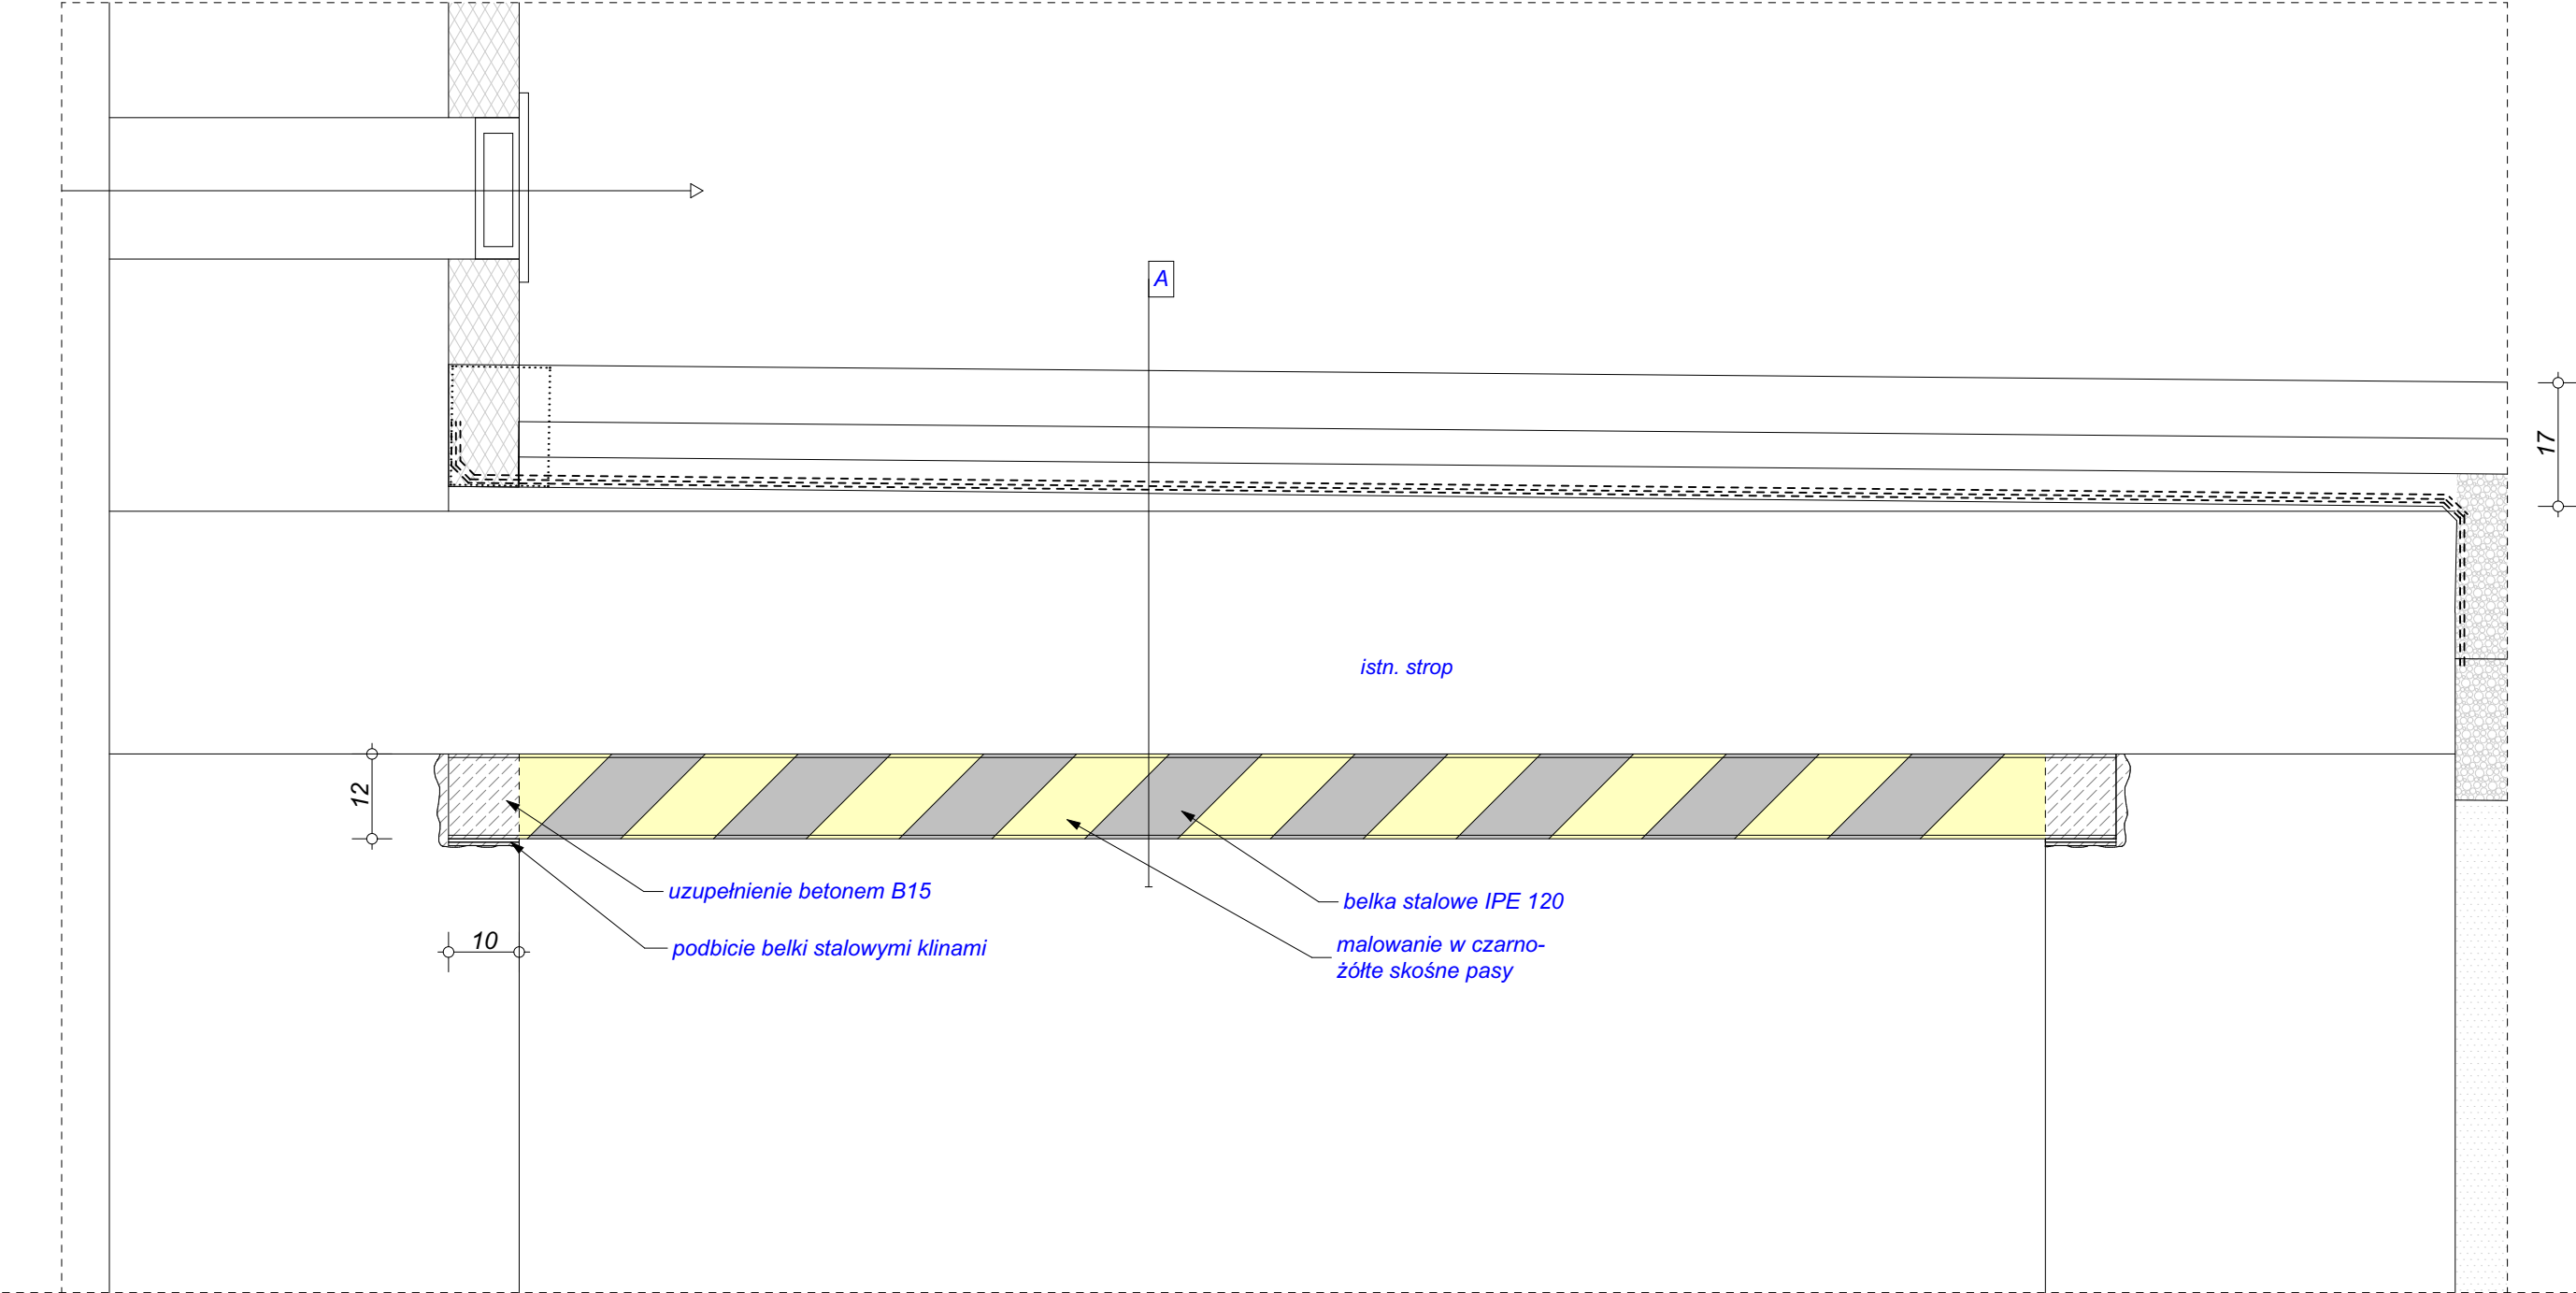 A
17
istn. strop
12
uzupełnienie betonem B15
belka stalowe IPE 120
10
podbicie belki stalowymi klinami
malowanie w czarno-
żółte skośne pasy